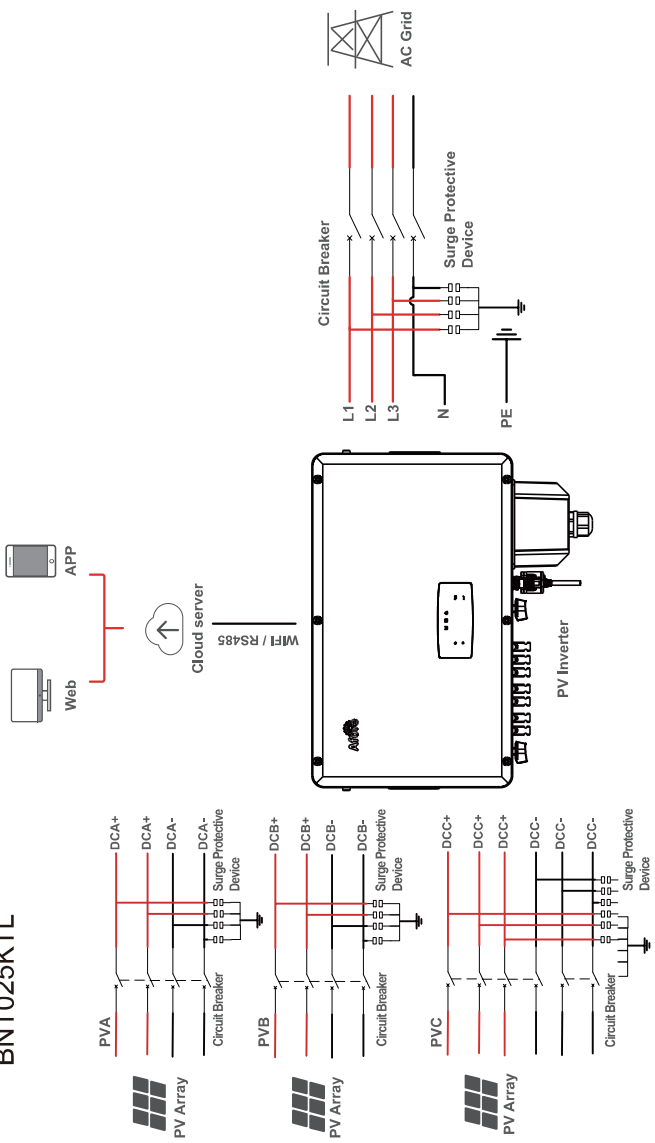 BNT025KTL
Web
APP
Cloud server
WIFI / RS485
AC Grid
Circuit Breaker
Surge Protective
Device
L1
L2
L3
N
PE
PV Inverter
Afore
PVA
PV Array
Circuit Breaker
DCA+
DCA+
DCA-
DCA-
Surge Protective
Device
PVB
PV Array
Circuit Breaker
DCB+
DCB+
DCB-
DCB-
Surge Protective
Device
PVC
PV Array
Circuit Breaker
DCC+
DCC+
DCC+
DCC-
DCC-
DCC-
Surge Protective
Device